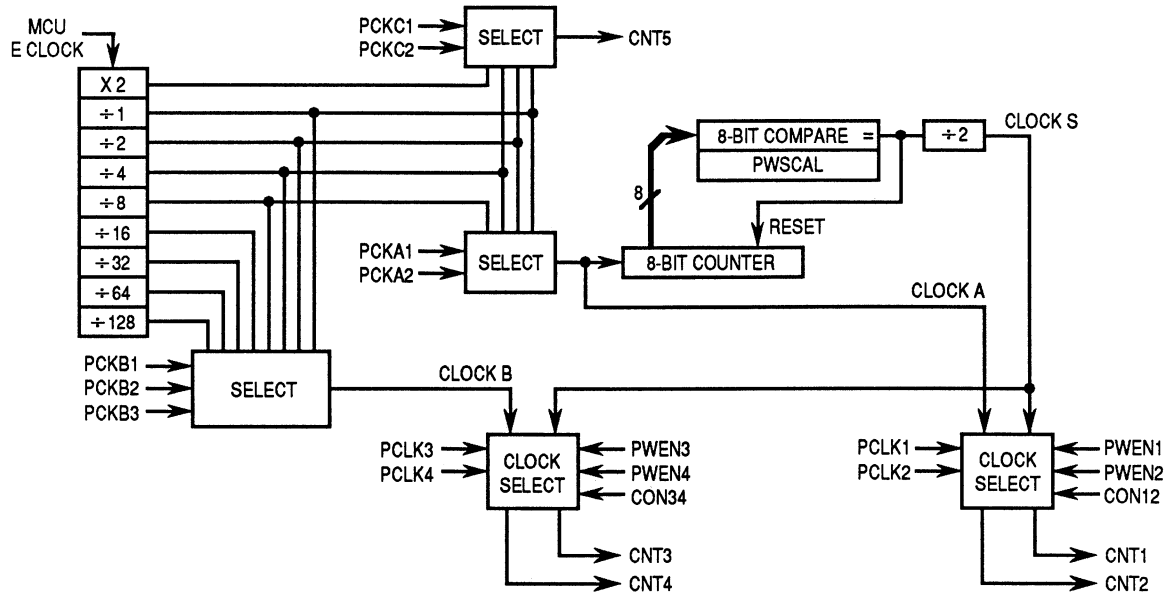 MCU
E CLOCK
X 2
÷ 1
÷ 2
÷ 4
÷ 8
÷ 16
÷ 32
÷ 64
÷ 128
PCKC1
PCKC2
SELECT
CNT5
PCKA1
PCKA2
SELECT
8-BIT COMPARE =
PWSCAL
÷ 2
CLOCK S
8
RESET
8-BIT COUNTER
CLOCK A
PCKB1
PCKB2
PCKB3
SELECT
CLOCK B
PCLK3
PCLK4
CLOCK
SELECT
PWEN3
PWEN4
CON34
CNT3
CNT4
PCLK1
PCLK2
CLOCK
SELECT
PWEN1
PWEN2
CON12
CNT1
CNT2